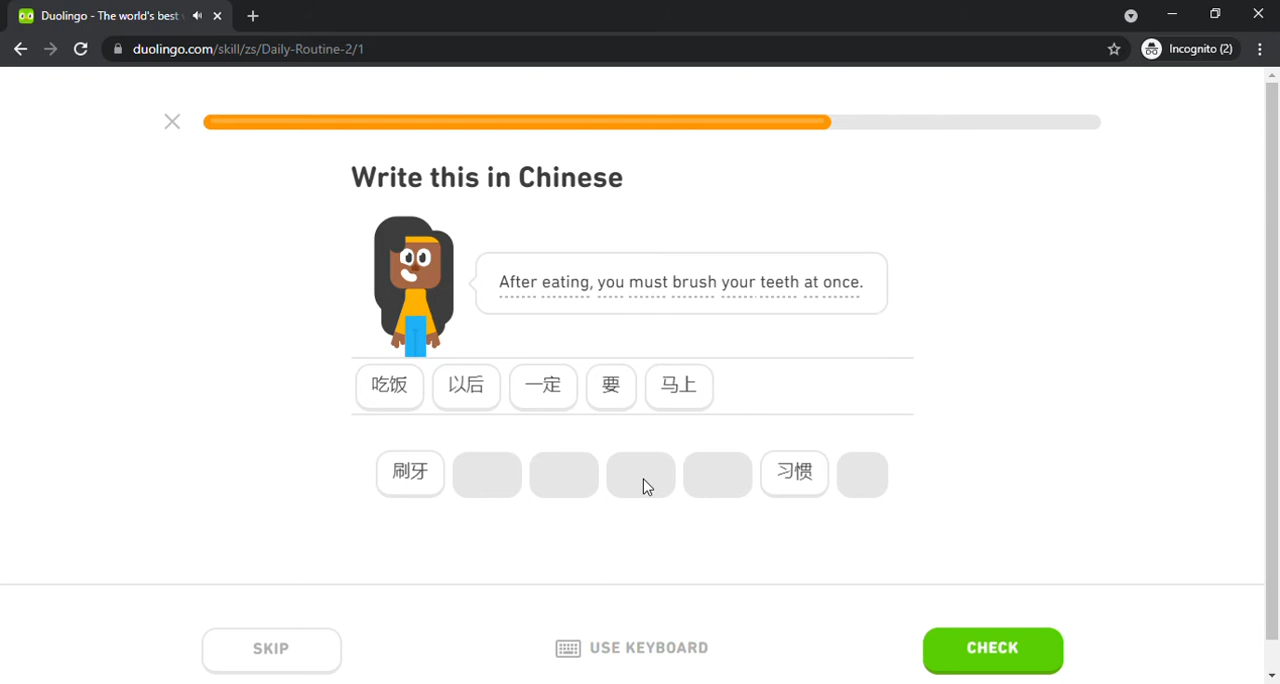 Duolingo - The world's best
duolingo.com/skill/zs/Daily-Routine-2/1
Incognito (2)
Write this in Chinese
After eating, you must brush your teeth at once.
吃饭 以后 一定 要 马上
刷牙 习惯
SKIP USE KEYBOARD CHECK